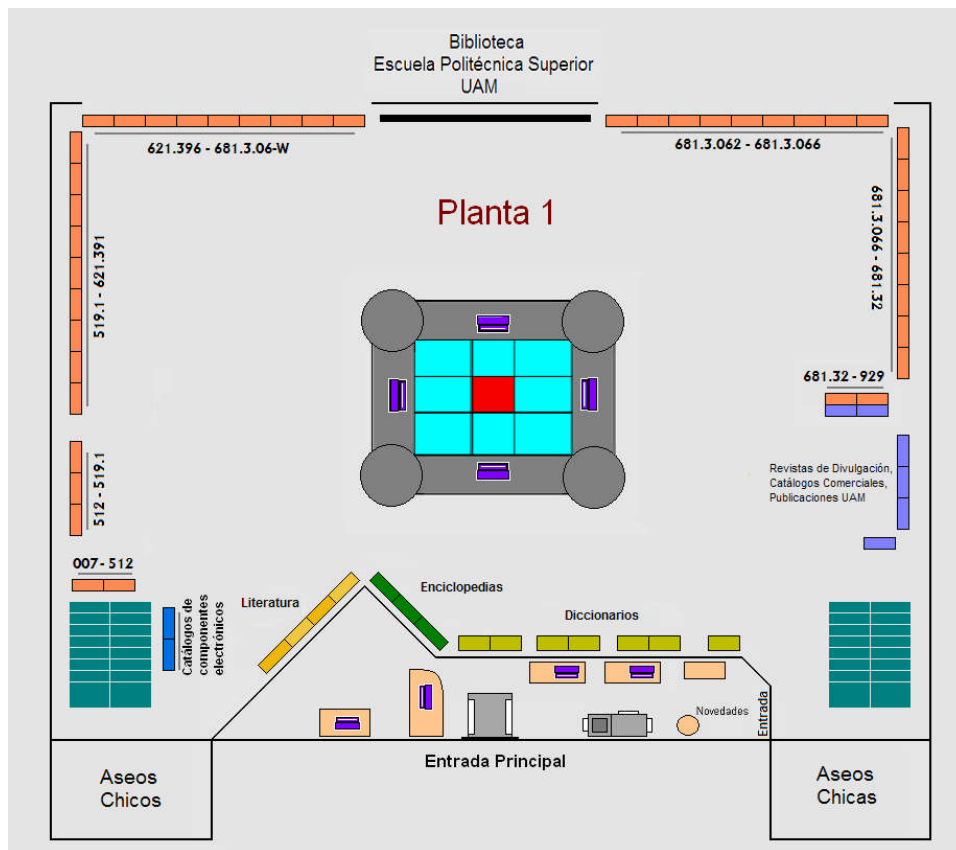 Biblioteca
Escuela Politécnica Superior
UAM
621.396 - 681.3.06-W
681.3.062 - 681.3.066
Planta 1
519.1 - 621.391
681.3.066 - 681.32
681.32 - 929
512 - 519.1
Revistas de Divulgación,
Catálogos Comerciales,
Publicaciones UAM
007 - 512
Literatura
Enciclopedias
Diccionarios
Catálogos de
componentes
electrónicos
Novedades
Entrada
Entrada Principal
Aseos
Chicos
Aseos
Chicas